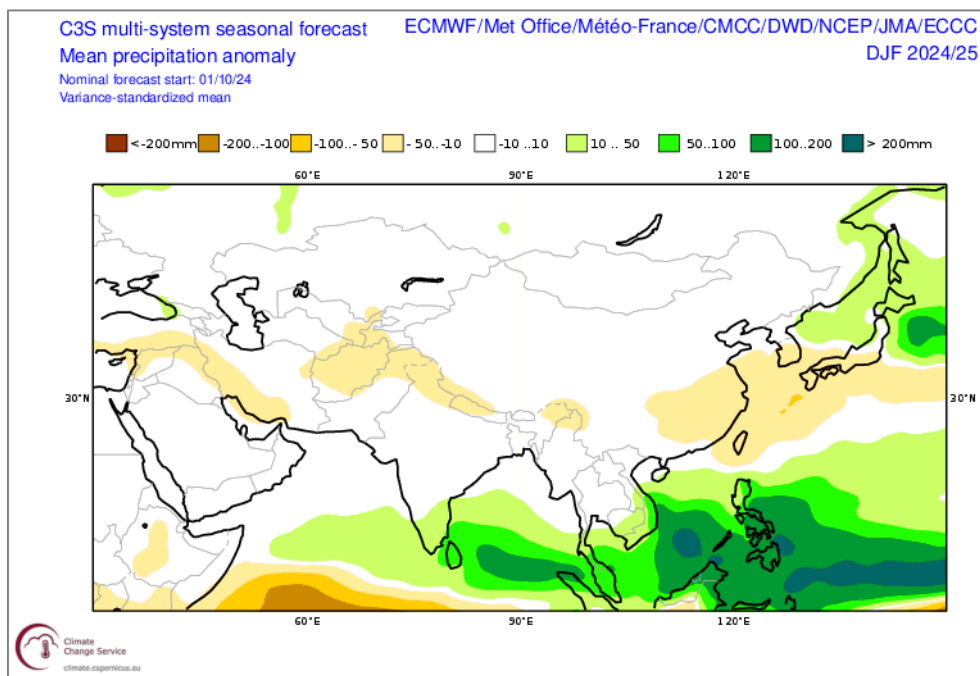 C3S multi-system seasonal forecast ECMWF/Met Office/Météo-France/CMCC/DWD/NCEP/JMA/ECCC
Mean precipitation anomaly DJF 2024/25
Nominal forecast start: 01/10/24
Variance-standardized mean
<-200mm -200..-100 -100..- 50 - 50..-10 -10 ..10 10 .. 50 50..100 100..200 > 200mm
60°E 90°E 120°E
30°N 30°N
60°E 90°E 120°E
Climate
Change Service
climate.copernicus.eu